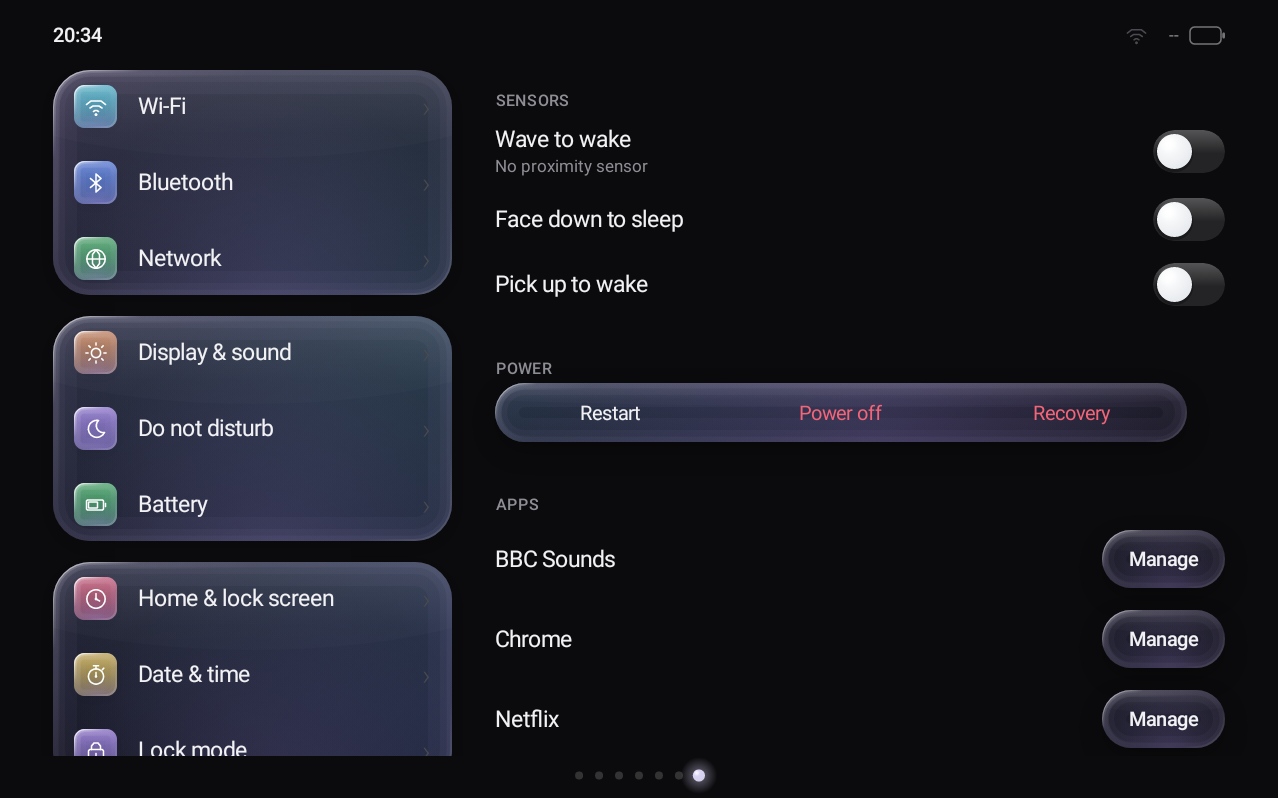 20:34
--
Wi-Fi
Bluetooth
Network
Display & sound
Do not disturb
Battery
Home & lock screen
Date & time
Lock mode
SENSORS
Wave to wake
No proximity sensor
Face down to sleep
Pick up to wake
POWER
Restart Power off Recovery
APPS
BBC Sounds Manage
Chrome Manage
Netflix Manage